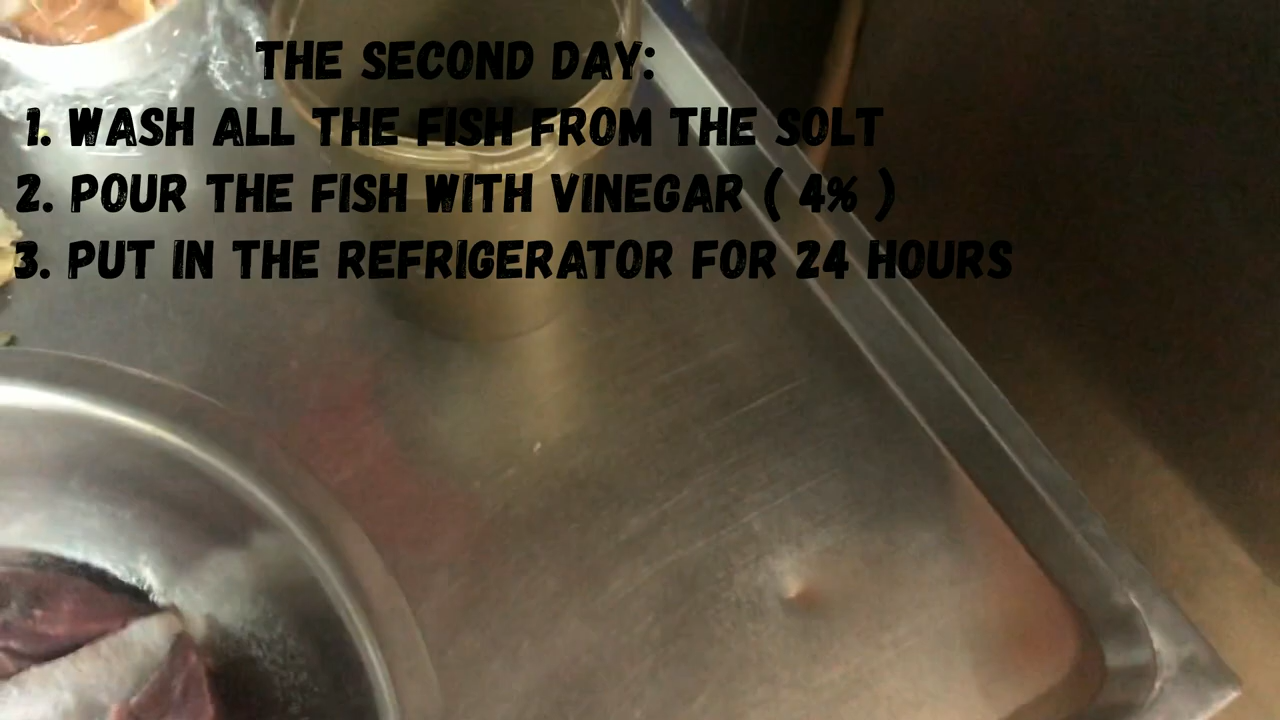 THE SECOND DAY:
1. WASH ALL THE FISH FROM THE SOLT
2. POUR THE FISH WITH VINEGAR ( 4% )
3. PUT IN THE REFRIGERATOR FOR 24 HOURS